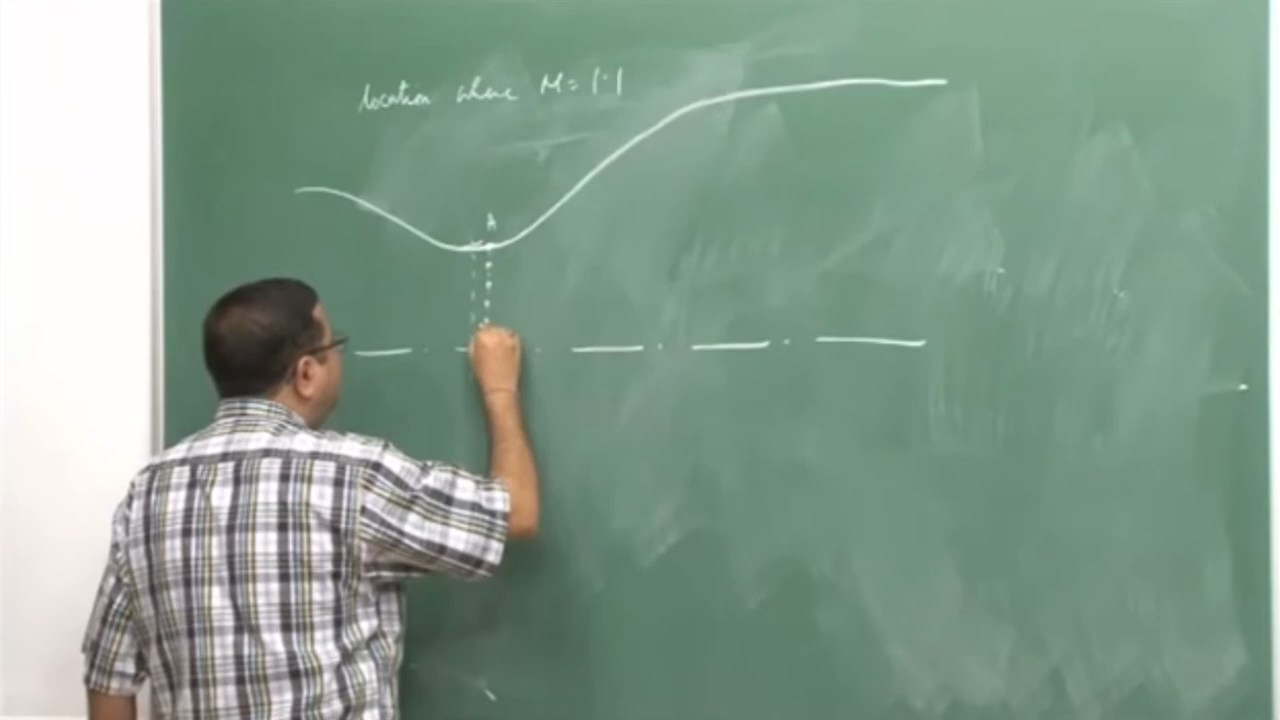 location where M = 1.1
A